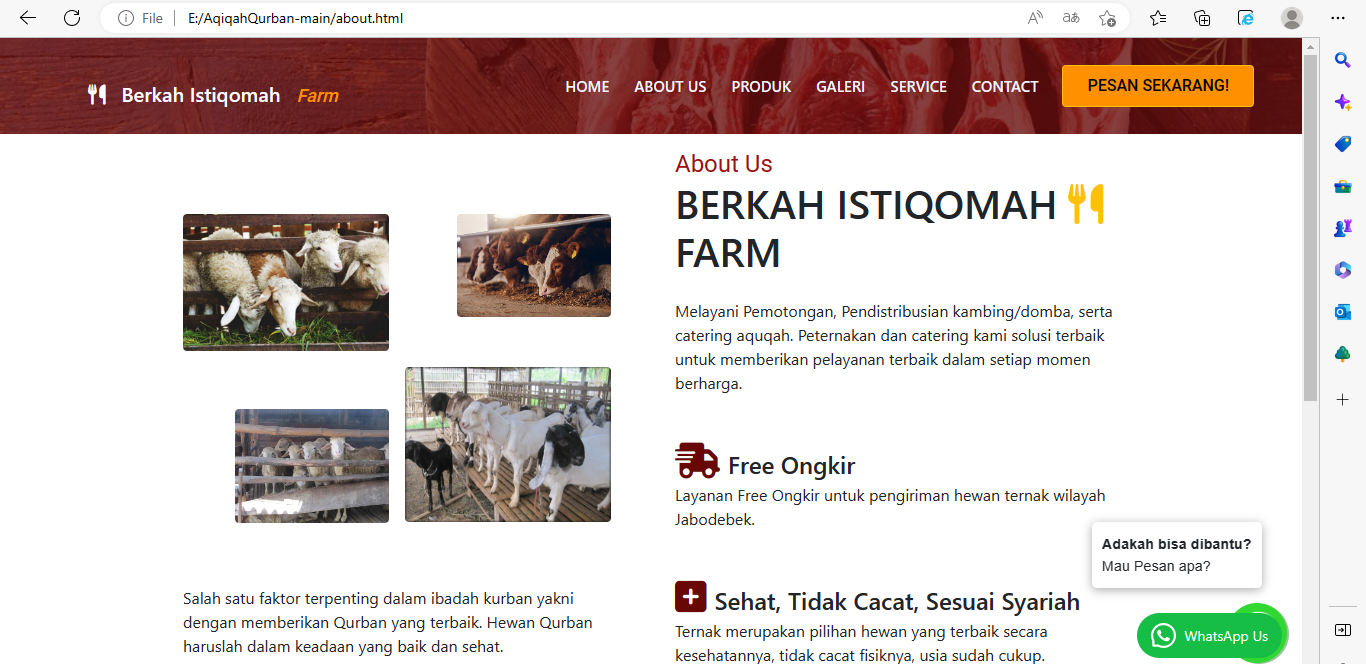 File
E:/AqiqahQurban-main/about.html
Berkah Istiqomah Farm
HOME ABOUT US PRODUK GALERI SERVICE CONTACT PESAN SEKARANG!
About Us
BERKAH ISTIQOMAH
FARM
Melayani Pemotongan, Pendistribusian kambing/domba, serta
catering aquqah. Peternakan dan catering kami solusi terbaik
untuk memberikan pelayanan terbaik dalam setiap momen
berharga.
Free Ongkir
Layanan Free Ongkir untuk pengiriman hewan ternak wilayah
Jabodebek.
Sehat, Tidak Cacat, Sesuai Syariah
Ternak merupakan pilihan hewan yang terbaik secara
kesehatannya, tidak cacat fisiknya, usia sudah cukup.
Salah satu faktor terpenting dalam ibadah kurban yakni
dengan memberikan Qurban yang terbaik. Hewan Qurban
haruslah dalam keadaan yang baik dan sehat.
Adakah bisa dibantu?
Mau Pesan apa?
WhatsApp Us